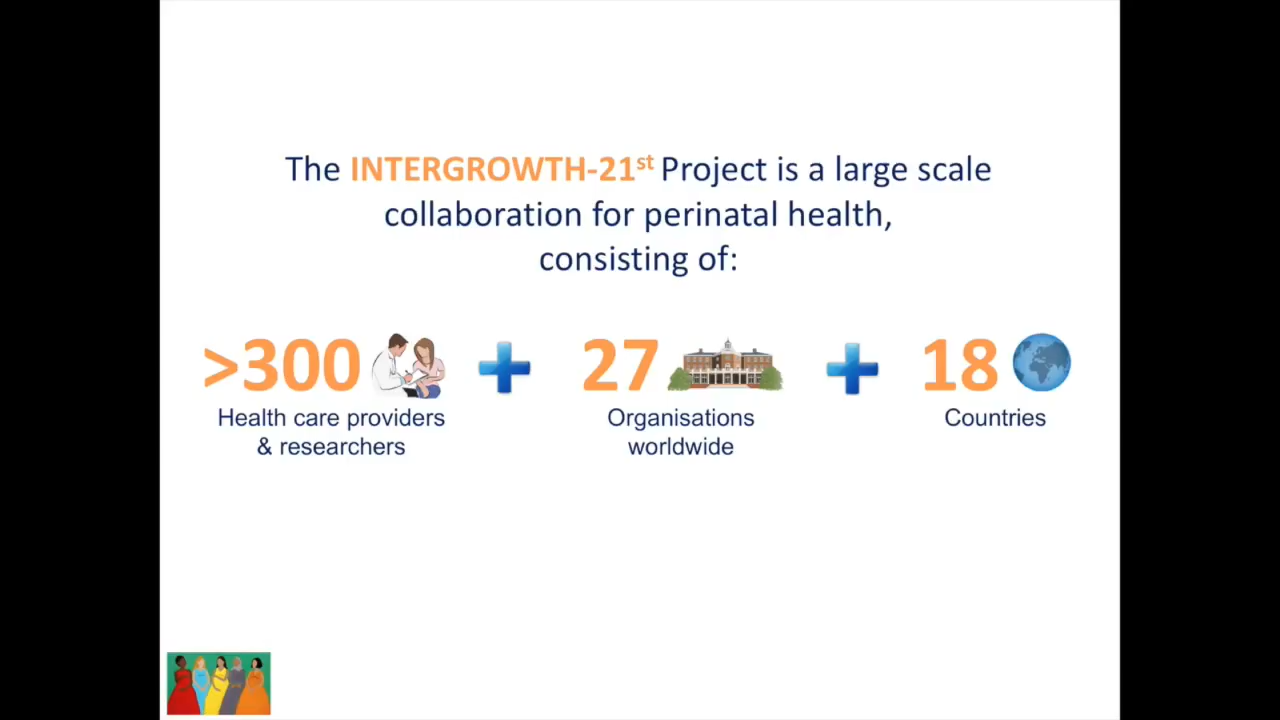 The INTERGROWTH-21st Project is a large scale
collaboration for perinatal health,
consisting of:
>300
Health care providers
& researchers
27
Organisations
worldwide
18
Countries